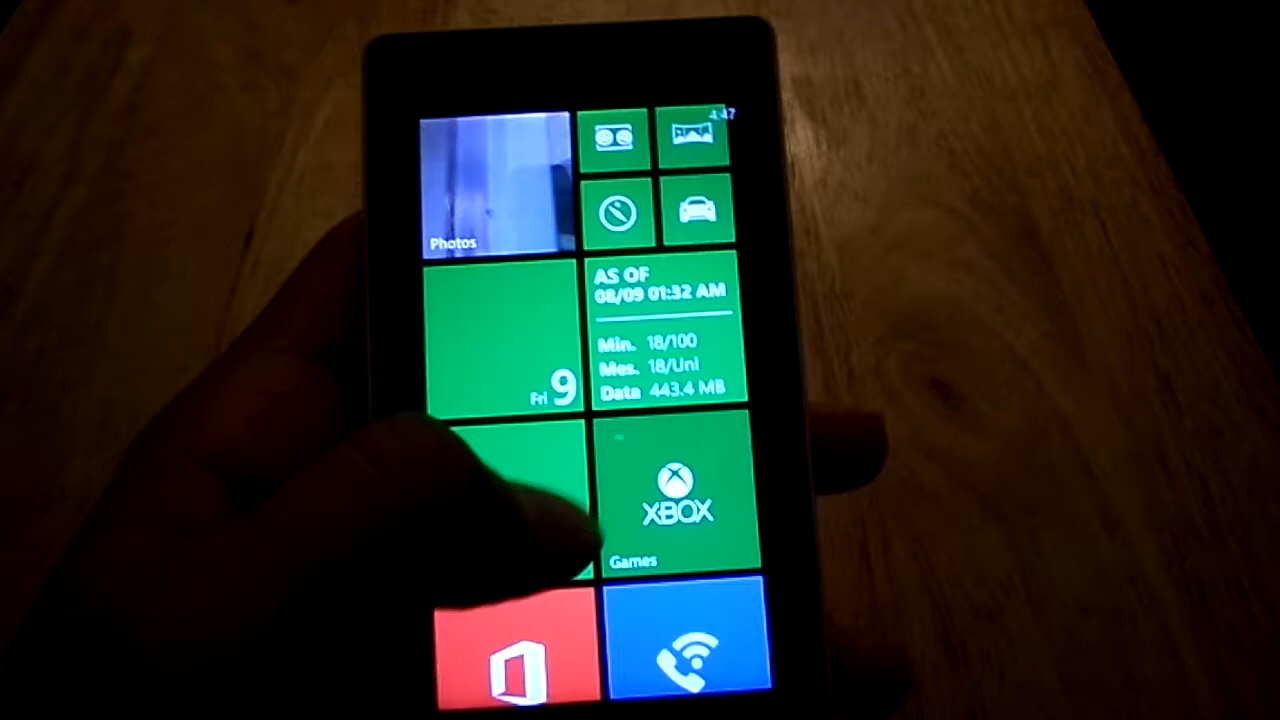 4:47
Photos
AS OF
08/09 01:32 AM
Min. 18/100
Mes. 18/Uni
Data 443.4 MB
Fri 9
XBOX
Games